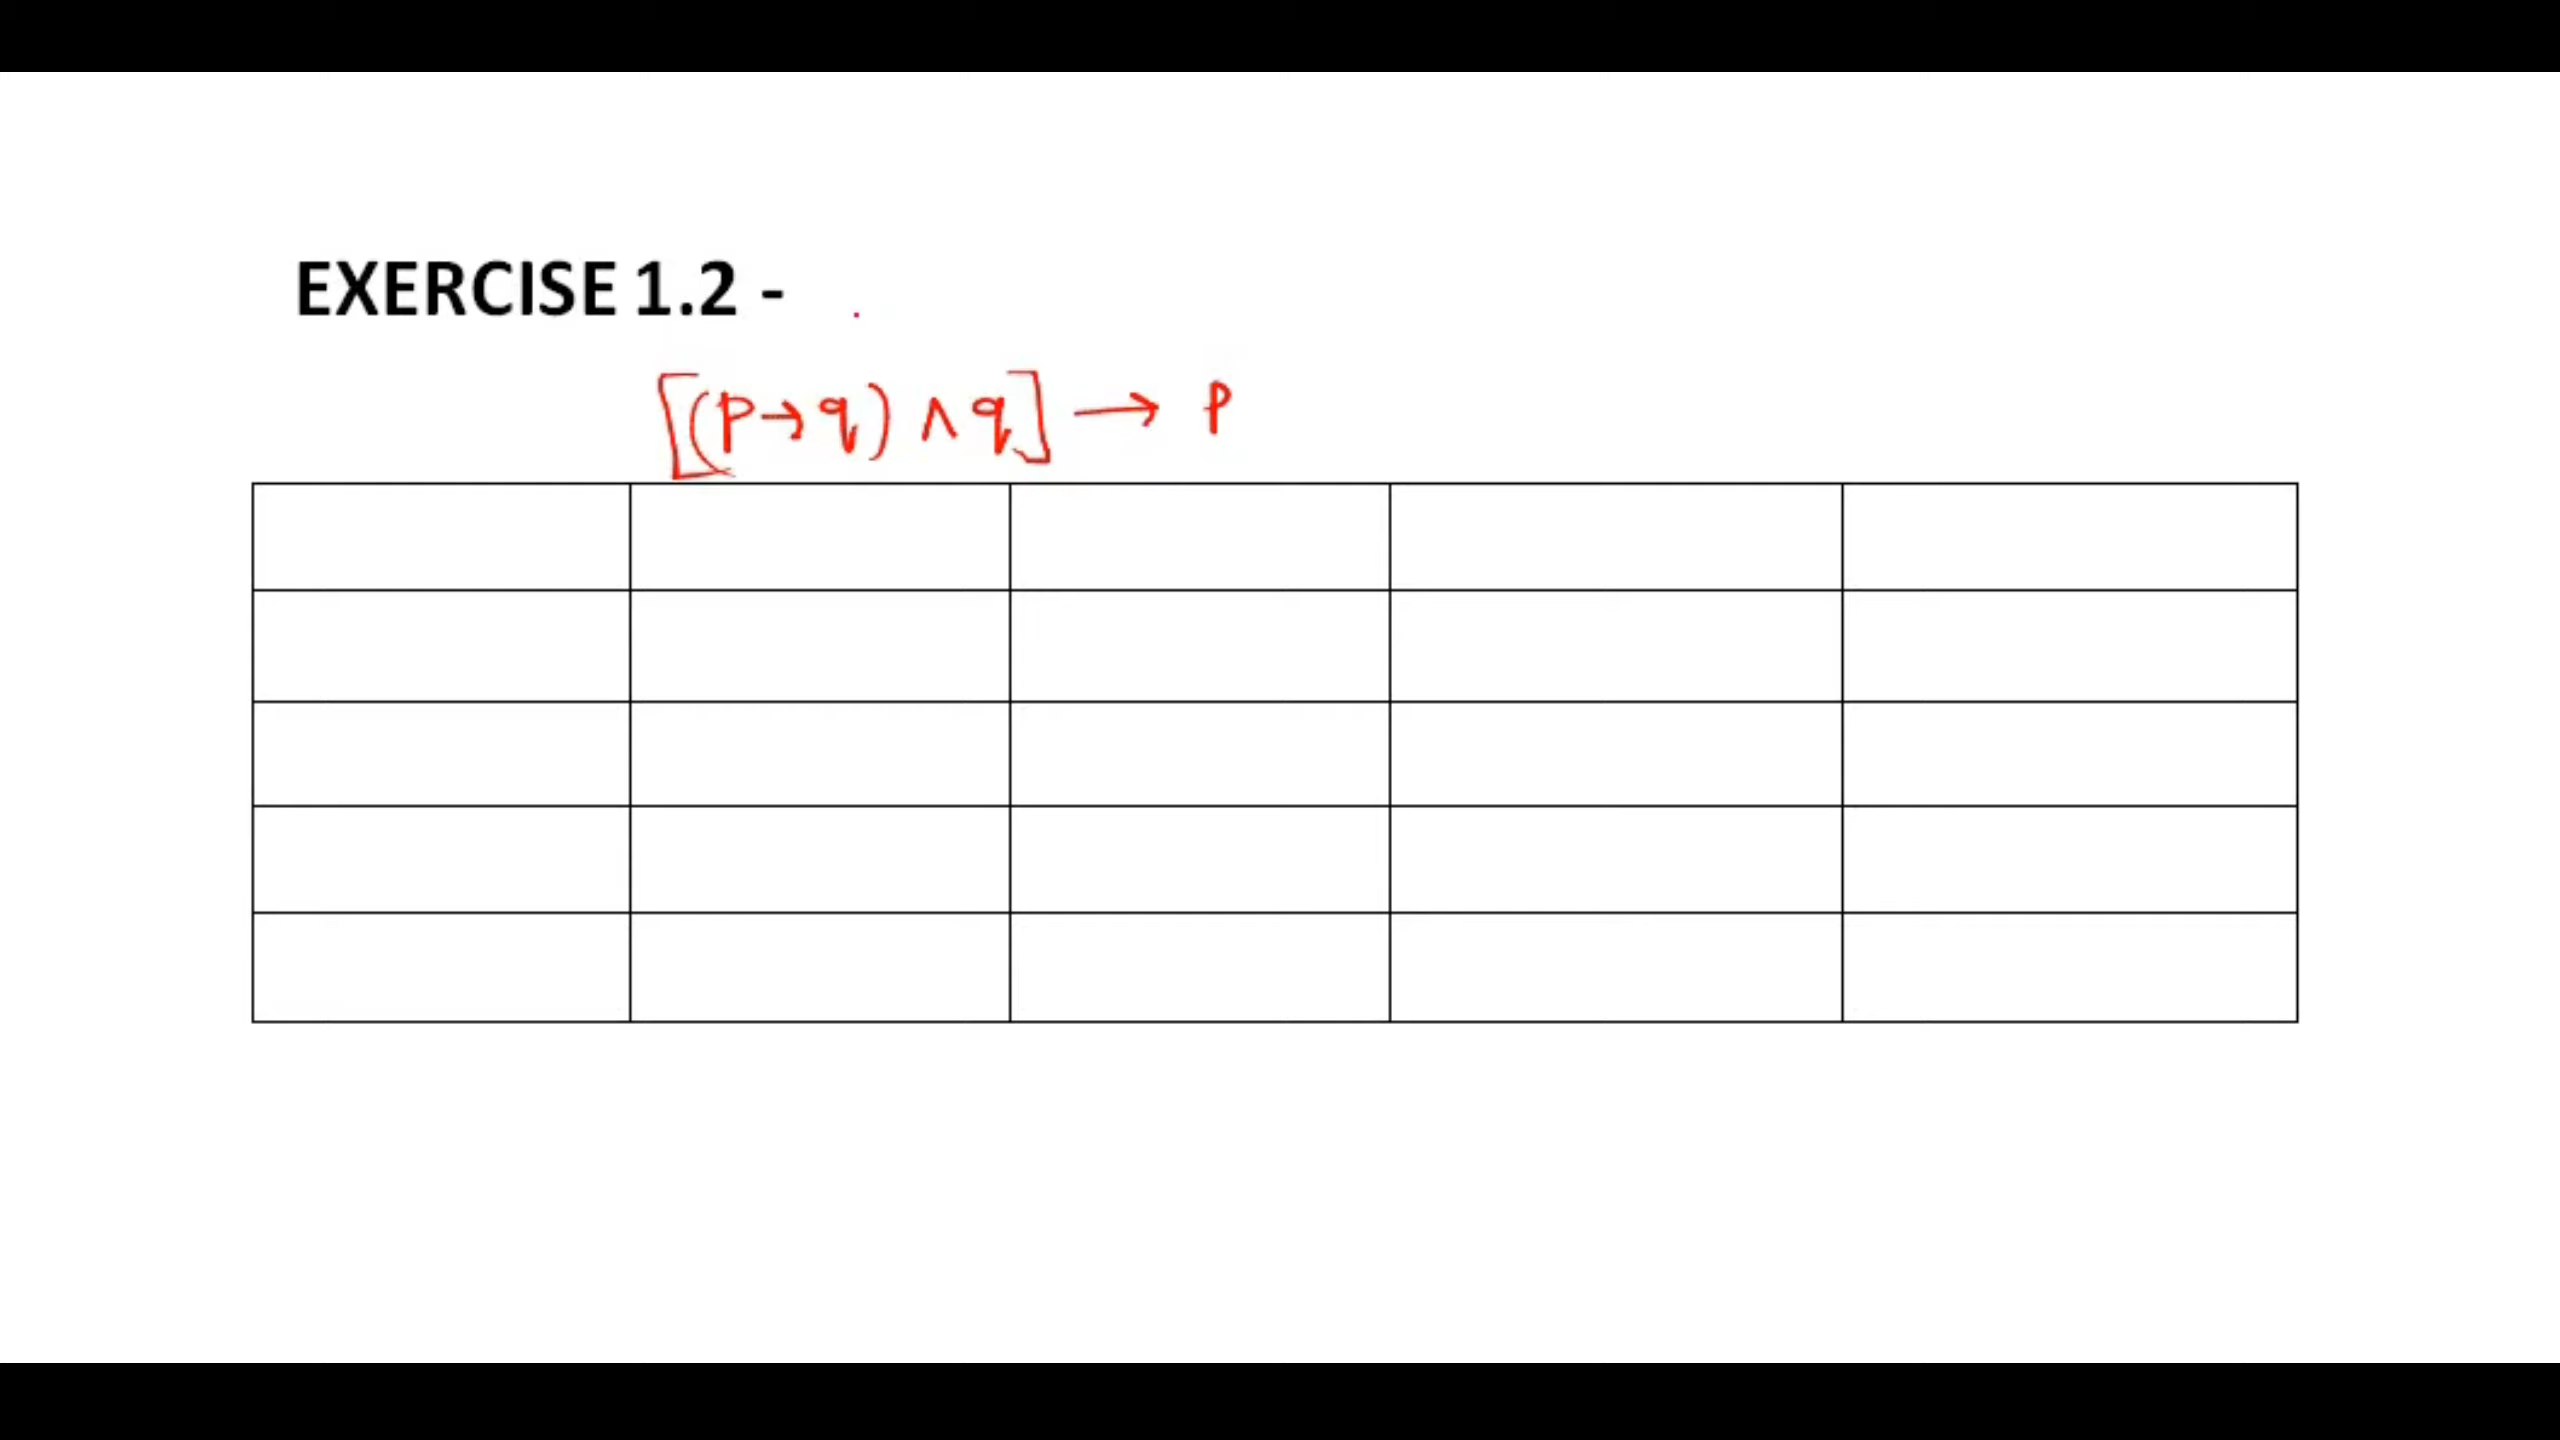 EXERCISE 1.2 -
[(p→q) ∧ q] → p